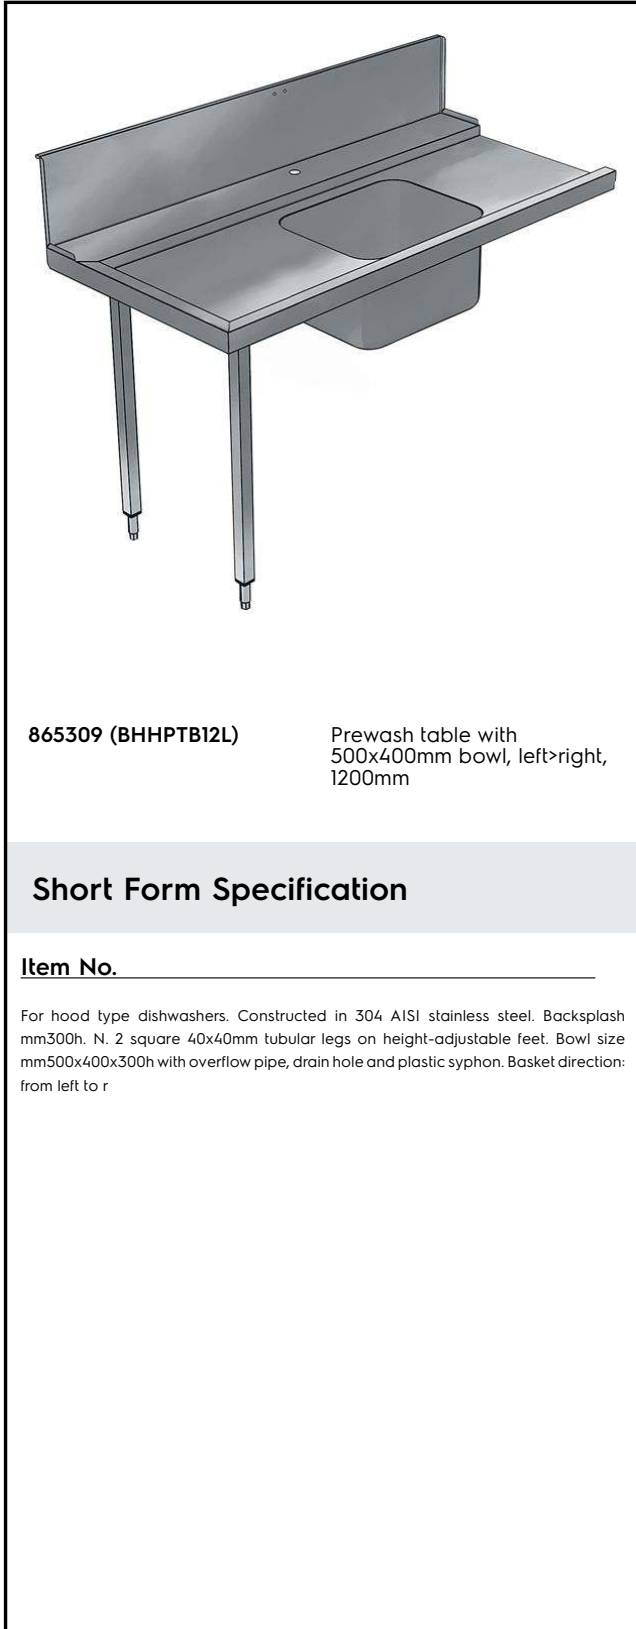 865309 (BHHPTB12L)
Prewash table with
500x400mm bowl, left>right,
1200mm
Short Form Specification
Item No.
For hood type dishwashers. Constructed in 304 AISI stainless steel. Backsplash
mm300h. N. 2 square 40x40mm tubular legs on height-adjustable feet. Bowl size
mm500x400x300h with overflow pipe, drain hole and plastic syphon. Basket direction:
from left to r